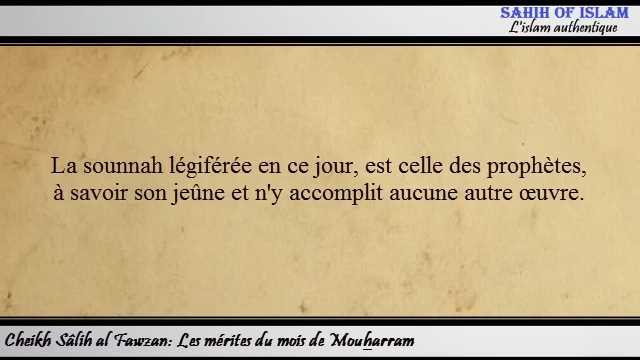 SAHIH OF ISLAM
L'islam authentique
La sounnah légiférée en ce jour, est celle des prophètes,
à savoir son jeûne et n'y accomplit aucune autre œuvre.
Cheikh Sâlih al Fawzan: Les mérites du mois de Mouharram